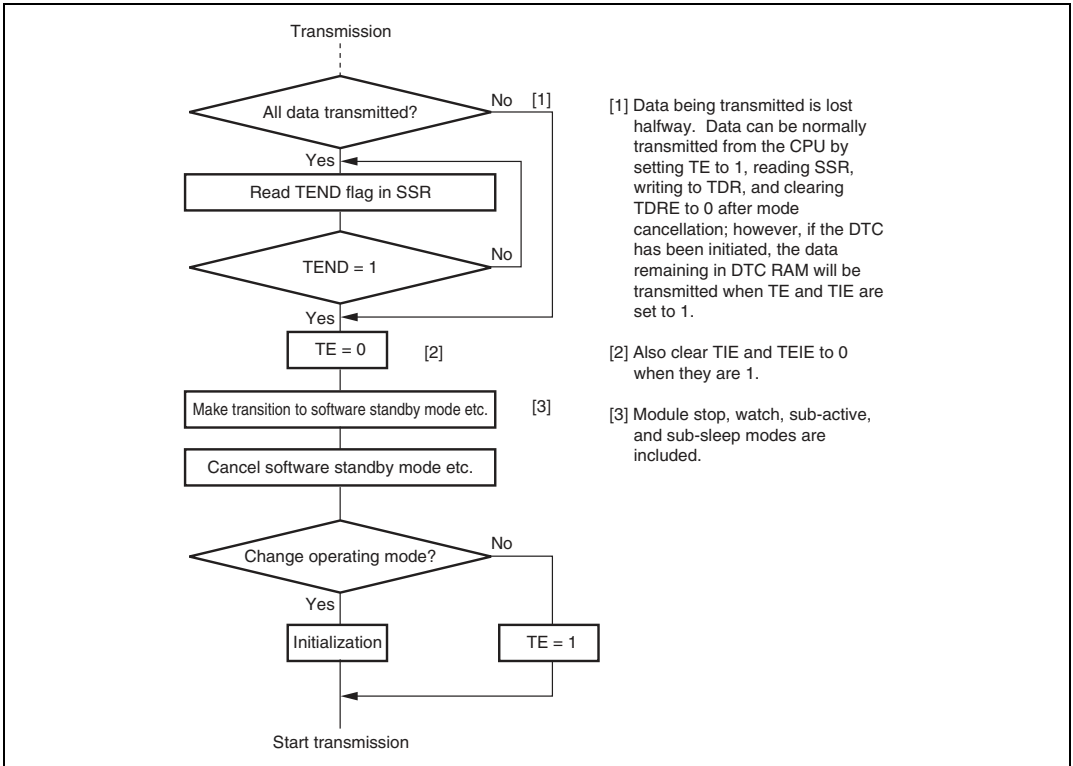 Transmission
All data transmitted?
No [1]
Yes
Read TEND flag in SSR
TEND = 1
No
Yes
TE = 0 [2]
Make transition to software standby mode etc. [3]
Cancel software standby mode etc.
Change operating mode?
No
Yes
Initialization
TE = 1
Start transmission
[1] Data being transmitted is lost
halfway. Data can be normally
transmitted from the CPU by
setting TE to 1, reading SSR,
writing to TDR, and clearing
TDRE to 0 after mode
cancellation; however, if the DTC
has been initiated, the data
remaining in DTC RAM will be
transmitted when TE and TIE are
set to 1.
[2] Also clear TIE and TEIE to 0
when they are 1.
[3] Module stop, watch, sub-active,
and sub-sleep modes are
included.